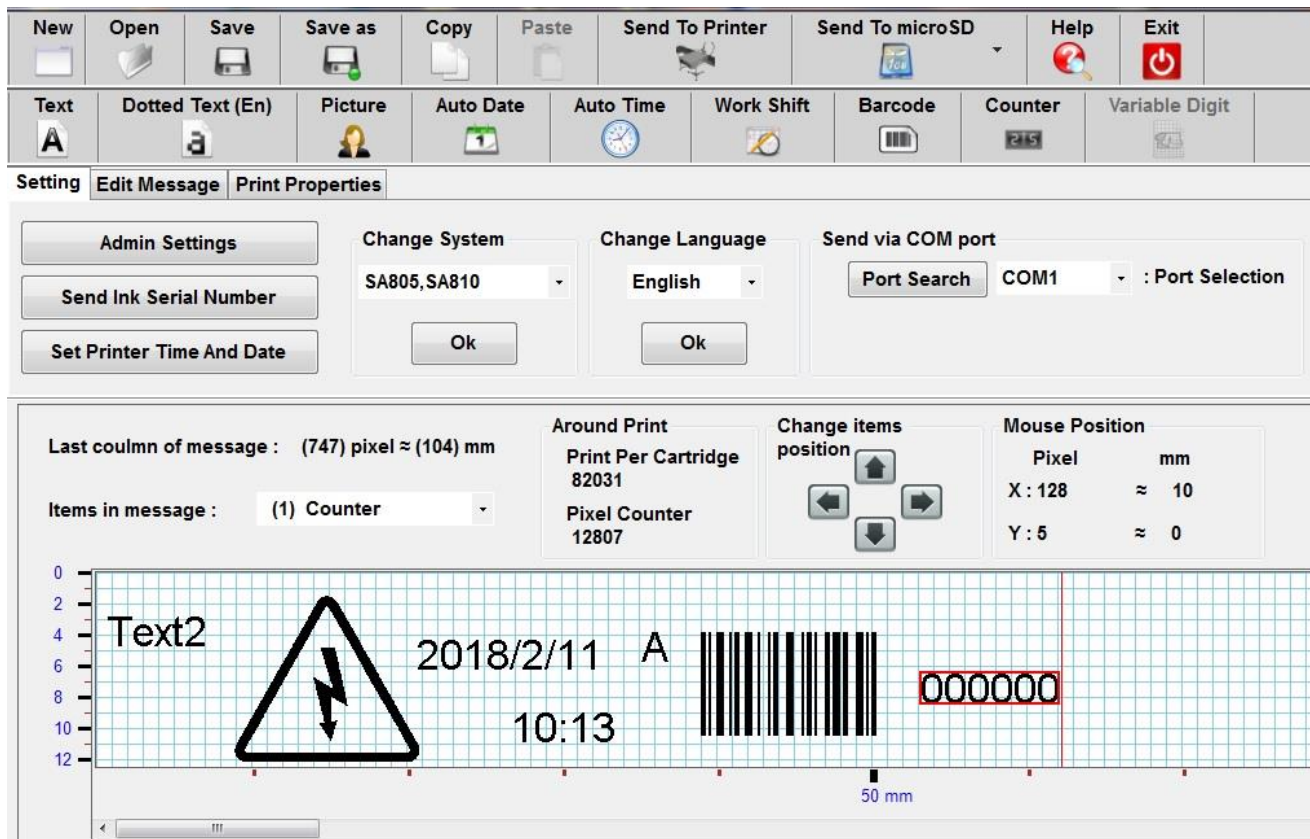 New Open Save Save as Copy Paste Send To Printer Send To microSD Help Exit
Text Dotted Text (En) Picture Auto Date Auto Time Work Shift Barcode Counter Variable Digit
Setting Edit Message Print Properties
Admin Settings
Send Ink Serial Number
Set Printer Time And Date
Change System
SA805,SA810
Ok
Change Language
English
Ok
Send via COM port
Port Search COM1 : Port Selection
Last coulmn of message : (747) pixel ≈ (104) mm
Items in message : (1) Counter
Around Print
Print Per Cartridge
82031
Pixel Counter
12807
Change items
position
Mouse Position
Pixel mm
X : 128 ≈ 10
Y : 5 ≈ 0
0
2
4
6
8
10
12
Text2
2018/2/11
10:13
A
000000
50 mm